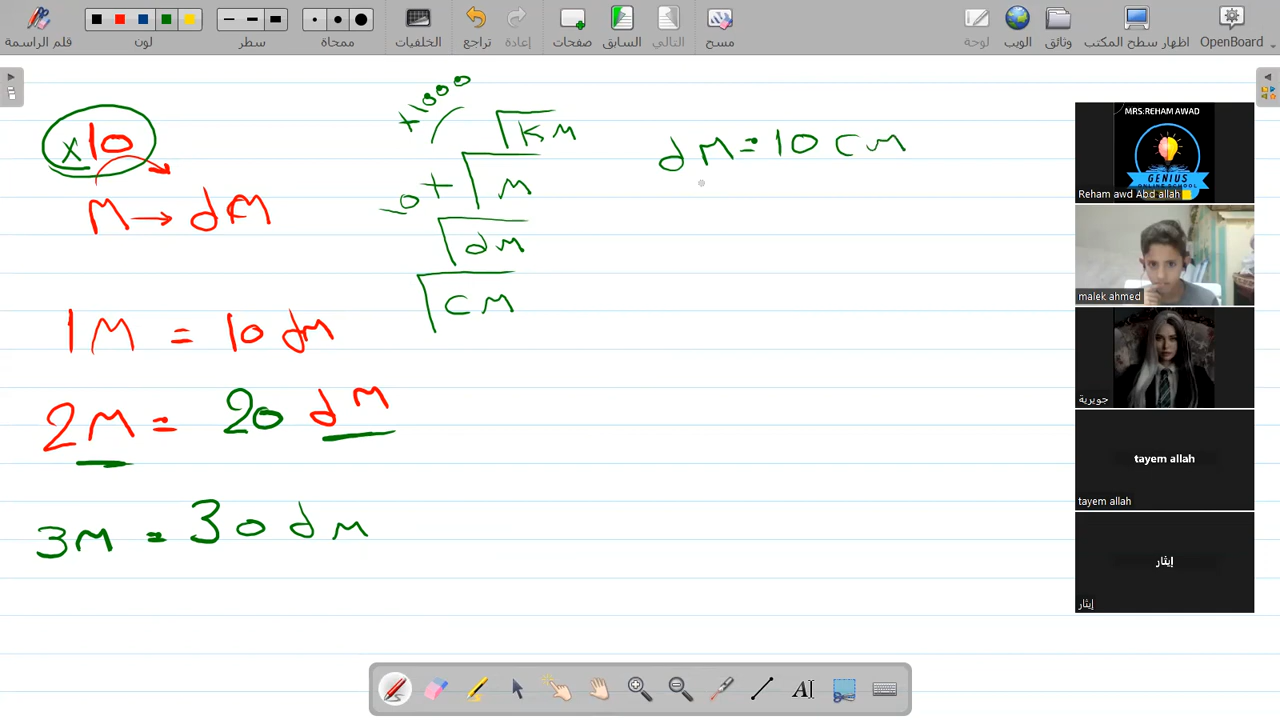 قلم الراسمة
لون
سطر
ممحاة
الخلفيات
تراجع
إعادة
صفحات
السابق
التالي
مسح
لوحة
الويب
وثائق
اظهار سطح المكتب
OpenBoard
x10
M → dM
1M = 10 dM
2M = 20 dM
3M = 30 dM
+1000
KM
M
dM
CM
dM = 10 CM
MRS:REHAM AWAD
GENIUS
ONLINE SCHOOL
Reham awd Abd allah
malek ahmed
جويرية
tayem allah
tayem allah
إيثار
إيثار